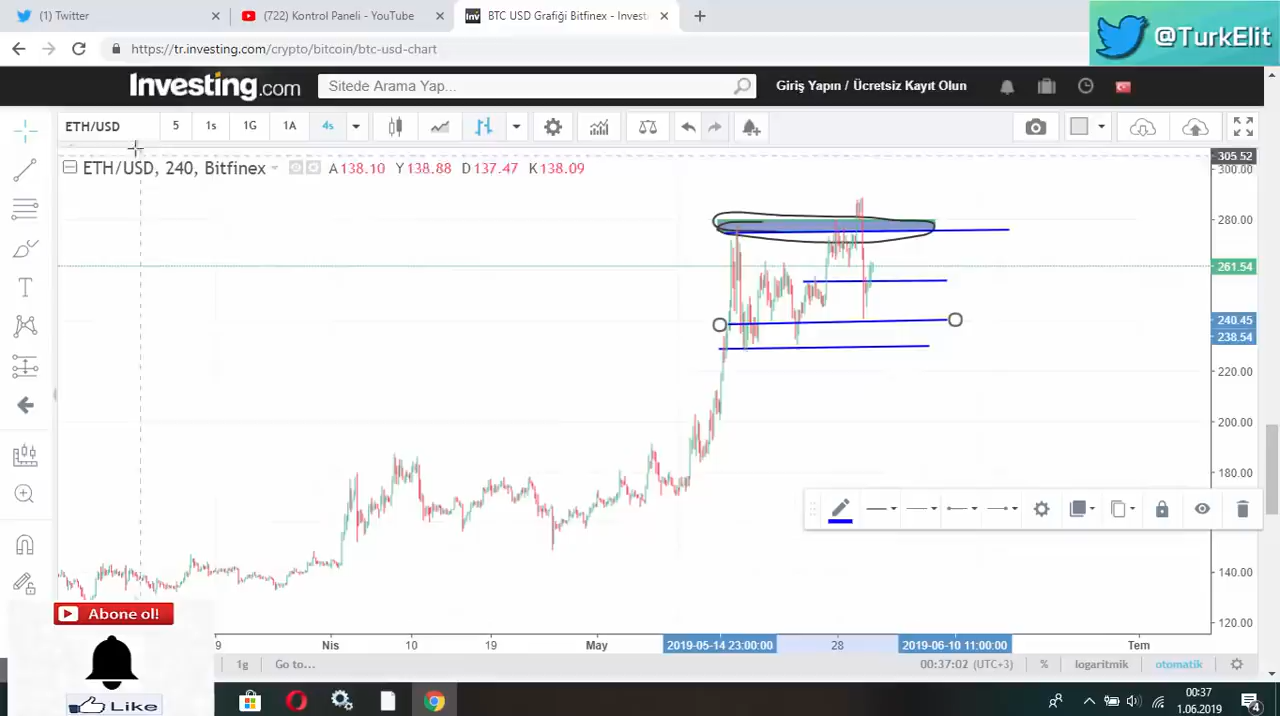 (1) Twitter
(722) Kontrol Paneli - YouTube
BTC USD Grafiği Bitfinex - Invest
https://tr.investing.com/crypto/bitcoin/btc-usd-chart
@TurkElit
Investing.com
Sitede Arama Yap...
Giriş Yapın / Ücretsiz Kayıt Olun
ETH/USD 5 1s 1G 1A 4s
ETH/USD, 240, Bitfinex A138.10 Y138.88 D137.47 K138.09
305.52
300.00
280.00
261.54
240.45
238.54
220.00
200.00
180.00
140.00
120.00
Abone ol!
9 Nis 10 19 May 2019-05-14 23:00:00 28 2019-06-10 11:00:00 Tem
1g Go to... 00:37:02 (UTC+3) % logaritmik otomatik
Like
00:37
1.06.2019
4